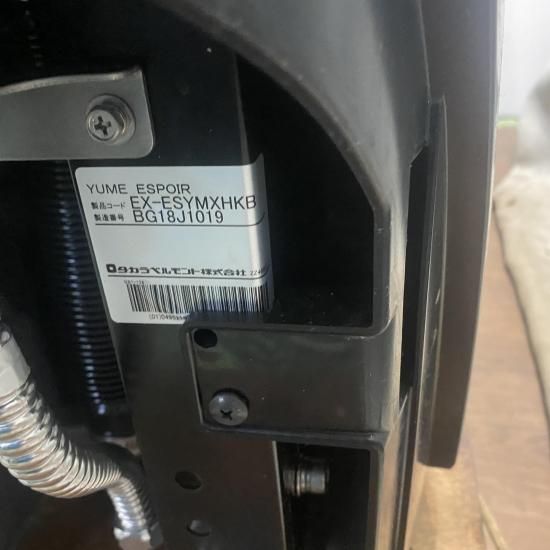 YUME ESPOIR
製品コード EX-ESYMXHKB
製造番号 BG18J1019
タカラベルモント株式会社